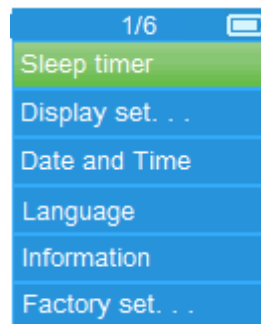 1/6
Sleep timer
Display set. . .
Date and Time
Language
Information
Factory set. . .